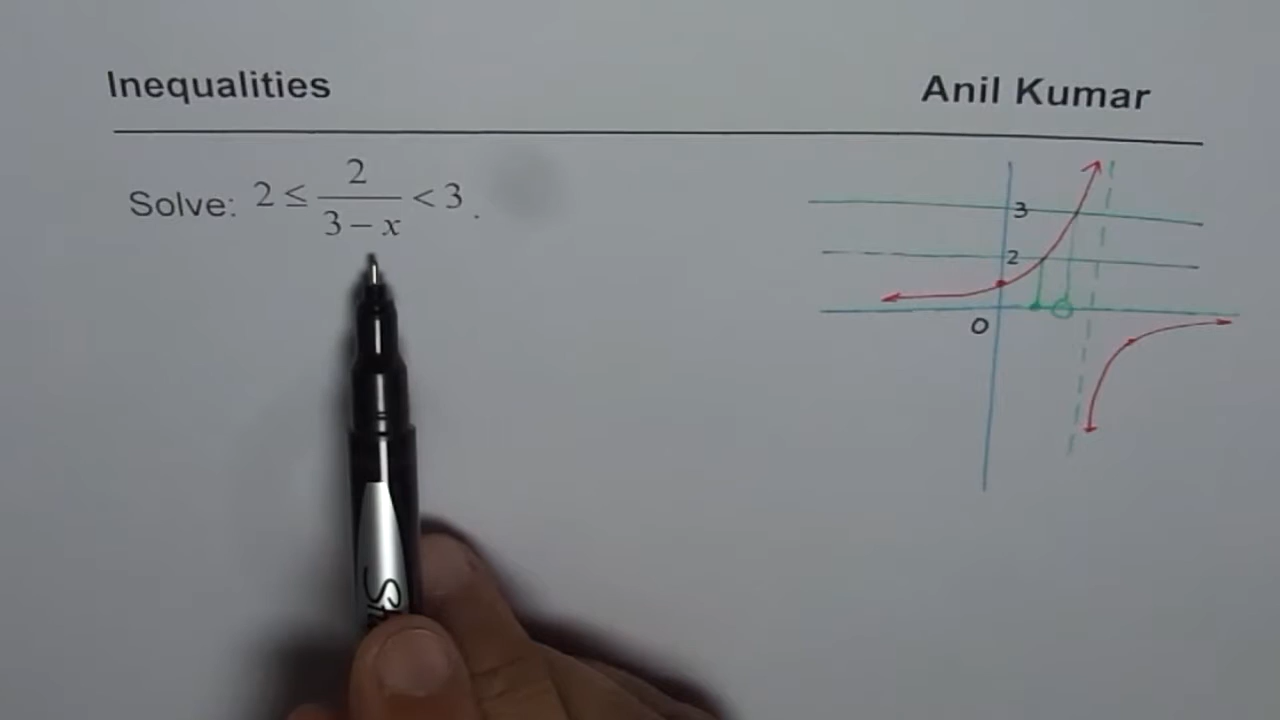 Inequalities
Anil Kumar
Solve: 2 ≤ 2/(3 − x) < 3 .
3
2
0